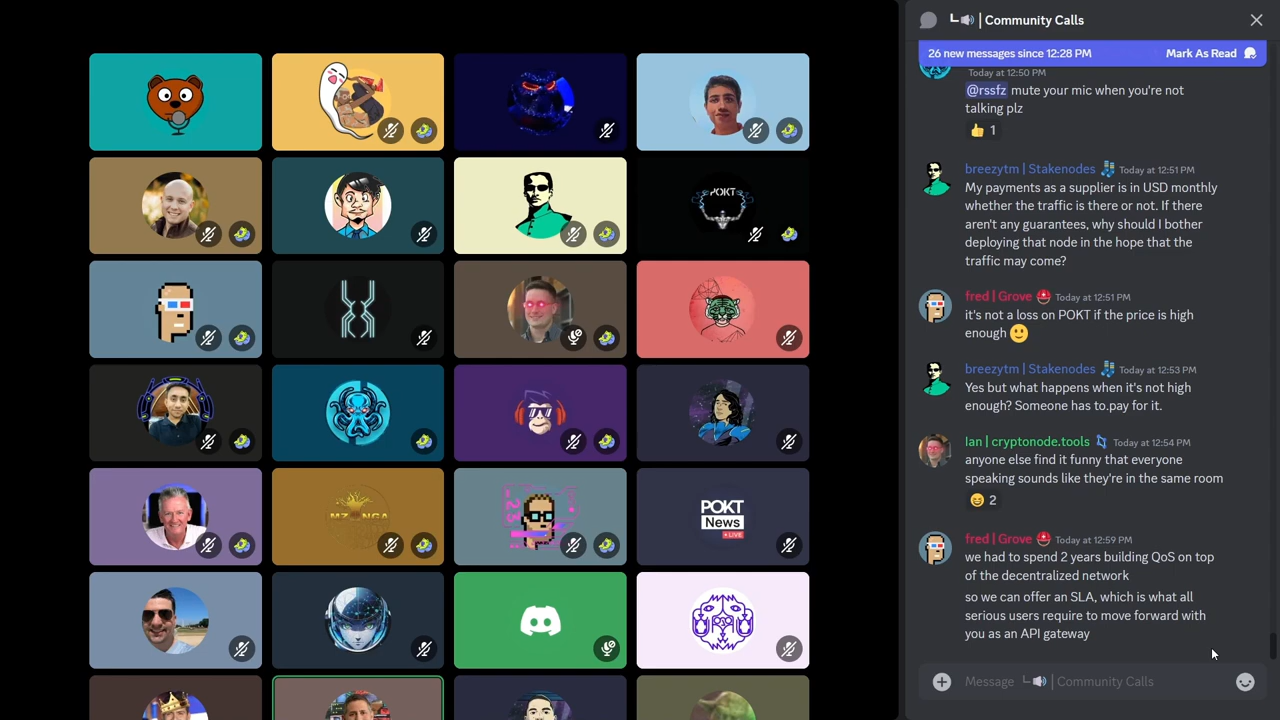 Community Calls
26 new messages since 12:28 PM
Mark As Read
Today at 12:50 PM
@rssfz mute your mic when you're not
talking plz
1
breezytm | Stakenodes Today at 12:51 PM
My payments as a supplier is in USD monthly
whether the traffic is there or not. If there
aren't any guarantees, why should I bother
deploying that node in the hope that the
traffic may come?
fred | Grove Today at 12:51 PM
it's not a loss on POKT if the price is high
enough
breezytm | Stakenodes Today at 12:53 PM
Yes but what happens when it's not high
enough? Someone has to.pay for it.
Ian | cryptonode.tools Today at 12:54 PM
anyone else find it funny that everyone
speaking sounds like they're in the same room
2
fred | Grove Today at 12:59 PM
we had to spend 2 years building QoS on top
of the decentralized network
so we can offer an SLA, which is what all
serious users require to move forward with
you as an API gateway
Message Community Calls
POKT
MZONGA
POKT
News
LIVE